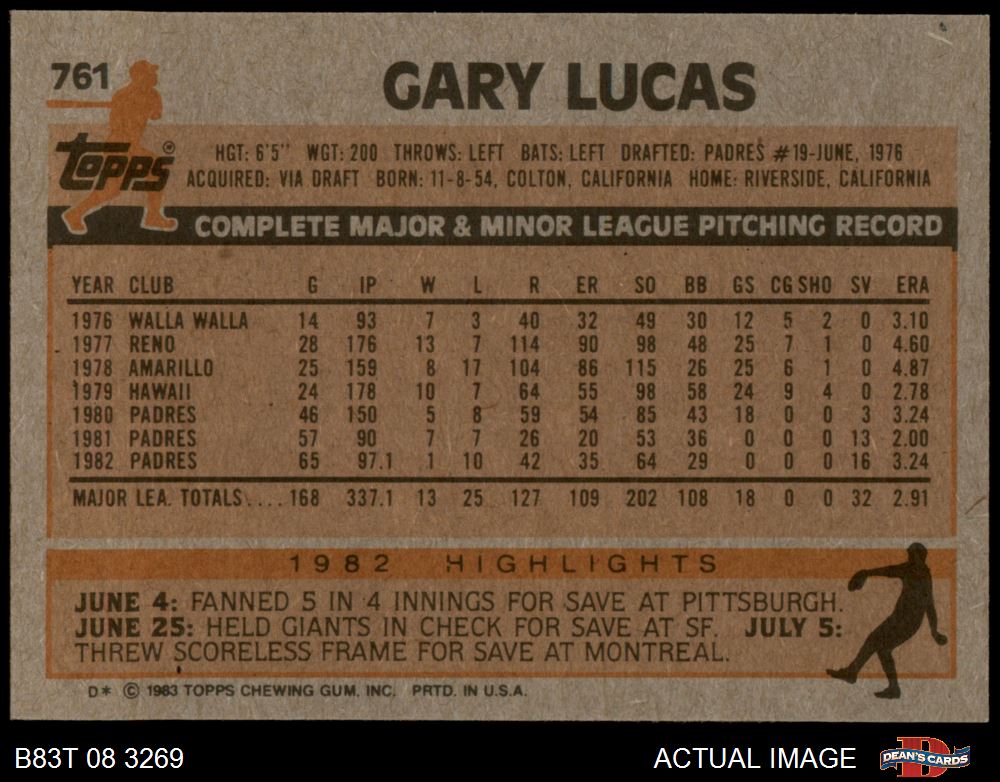 761
GARY LUCAS
Topps®
HGT: 6'5" WGT: 200 THROWS: LEFT BATS: LEFT DRAFTED: PADRES #19-JUNE, 1976
ACQUIRED: VIA DRAFT BORN: 11-8-54, COLTON, CALIFORNIA HOME: RIVERSIDE, CALIFORNIA
COMPLETE MAJOR & MINOR LEAGUE PITCHING RECORD
YEAR CLUB G IP W L R ER SO BB GS CG SHO SV ERA
1976 WALLA WALLA 14 93 7 3 40 32 49 30 12 5 2 0 3.10
1977 RENO 28 176 13 7 114 90 98 48 25 7 1 0 4.60
1978 AMARILLO 25 159 8 17 104 86 115 26 25 6 1 0 4.87
1979 HAWAII 24 178 10 7 64 55 98 58 24 9 4 0 2.78
1980 PADRES 46 150 5 8 59 54 85 43 18 0 0 3 3.24
1981 PADRES 57 90 7 7 26 20 53 36 0 0 0 13 2.00
1982 PADRES 65 97.1 1 10 42 35 64 29 0 0 0 16 3.24
MAJOR LEA. TOTALS.... 168 337.1 13 25 127 109 202 108 18 0 0 32 2.91
1982 HIGHLIGHTS
JUNE 4: FANNED 5 IN 4 INNINGS FOR SAVE AT PITTSBURGH.
JUNE 25: HELD GIANTS IN CHECK FOR SAVE AT SF. JULY 5:
THREW SCORELESS FRAME FOR SAVE AT MONTREAL.
D* © 1983 TOPPS CHEWING GUM, INC. PRTD. IN U.S.A.
B83T 08 3269 ACTUAL IMAGE DEAN'S CARDS